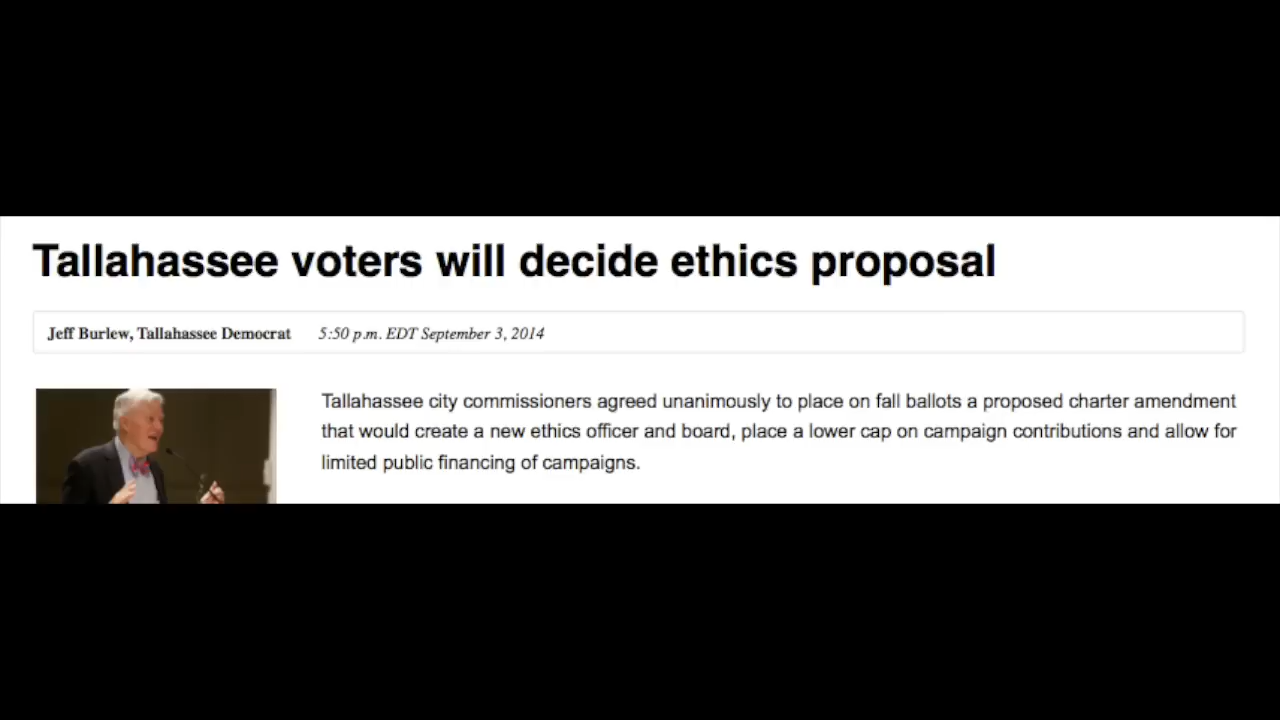 Tallahassee voters will decide ethics proposal
Jeff Burlew, Tallahassee Democrat 5:50 p.m. EDT September 3, 2014
Tallahassee city commissioners agreed unanimously to place on fall ballots a proposed charter amendment
that would create a new ethics officer and board, place a lower cap on campaign contributions and allow for
limited public financing of campaigns.